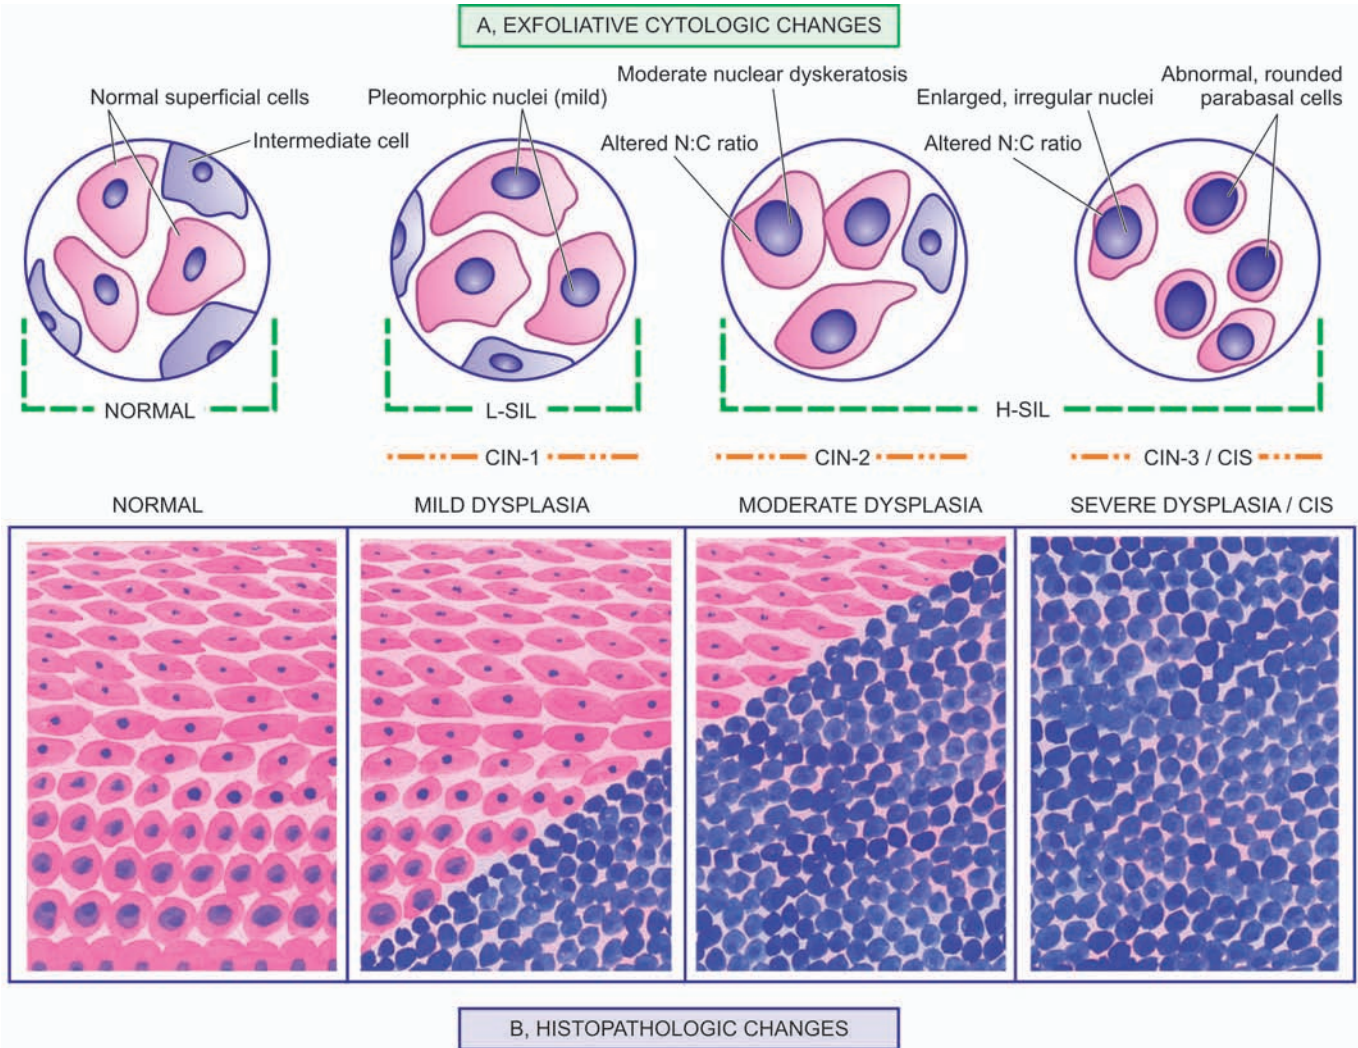 A, EXFOLIATIVE CYTOLOGIC CHANGES
Normal superficial cells
Intermediate cell
Pleomorphic nuclei (mild)
Moderate nuclear dyskeratosis
Altered N:C ratio
Enlarged, irregular nuclei
Altered N:C ratio
Abnormal, rounded
parabasal cells
NORMAL
L-SIL
H-SIL
CIN-1
CIN-2
CIN-3 / CIS
NORMAL
MILD DYSPLASIA
MODERATE DYSPLASIA
SEVERE DYSPLASIA / CIS
B, HISTOPATHOLOGIC CHANGES